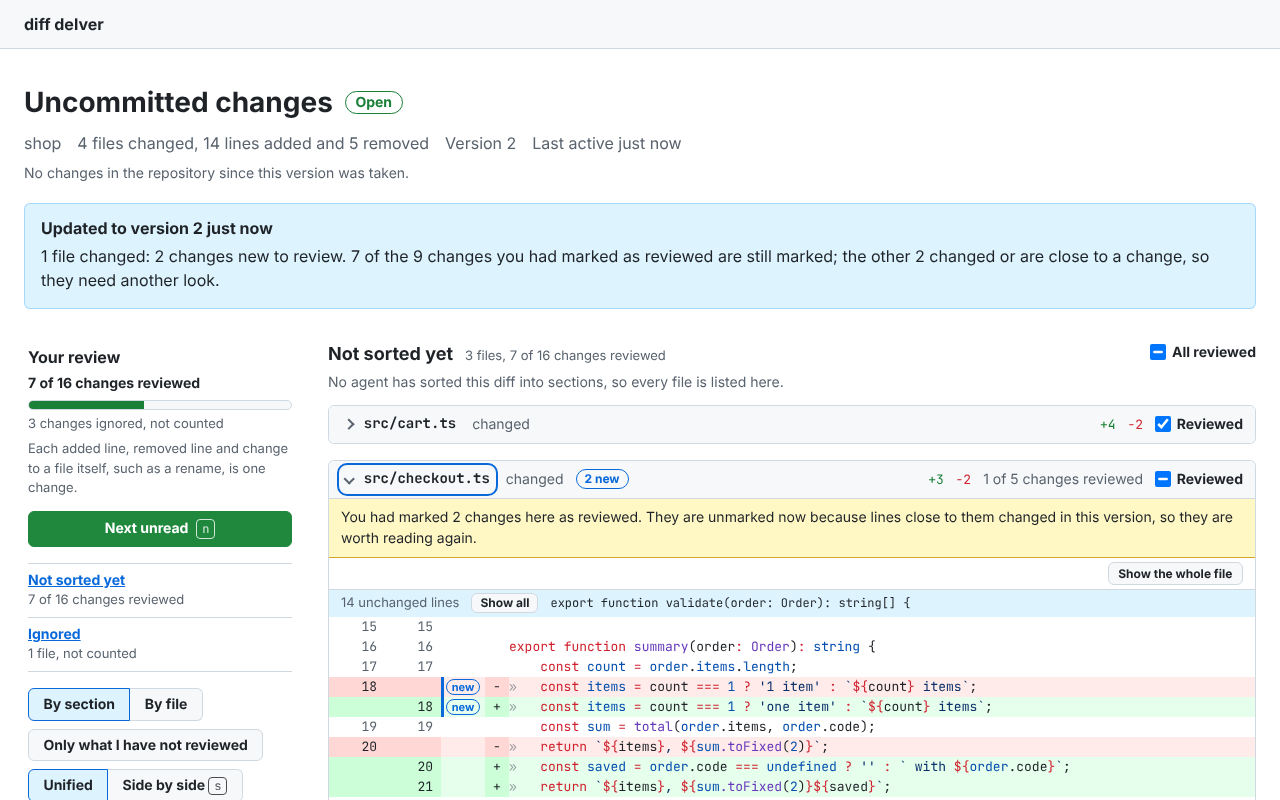 diff delver
Uncommitted changes Open
shop 4 files changed, 14 lines added and 5 removed Version 2 Last active just now
No changes in the repository since this version was taken.
Updated to version 2 just now
1 file changed: 2 changes new to review. 7 of the 9 changes you had marked as reviewed are still marked; the other 2 changed or are close to a change, so
they need another look.
Your review
7 of 16 changes reviewed
3 changes ignored, not counted
Each added line, removed line and change
to a file itself, such as a rename, is one
change.
Next unread n
Not sorted yet
7 of 16 changes reviewed
Ignored
1 file, not counted
By section By file
Only what I have not reviewed
Unified Side by side s
Not sorted yet 3 files, 7 of 16 changes reviewed All reviewed
No agent has sorted this diff into sections, so every file is listed here.
src/cart.ts changed +4 -2 Reviewed
src/checkout.ts changed 2 new +3 -2 1 of 5 changes reviewed Reviewed
You had marked 2 changes here as reviewed. They are unmarked now because lines close to them changed in this version, so they are
worth reading again.
Show the whole file
14 unchanged lines Show all export function validate(order: Order): string[] {
15 15
16 16 export function summary(order: Order): string {
17 17 const count = order.items.length;
18 new - » const items = count === 1 ? '1 item' : `${count} items`;
18 new + » const items = count === 1 ? 'one item' : `${count} items`;
19 19 const sum = total(order.items, order.code);
20 - » return `${items}, ${sum.toFixed(2)}`;
20 + » const saved = order.code === undefined ? '' : ` with ${order.code}`;
21 + » return `${items}, ${sum.toFixed(2)}${saved}`;